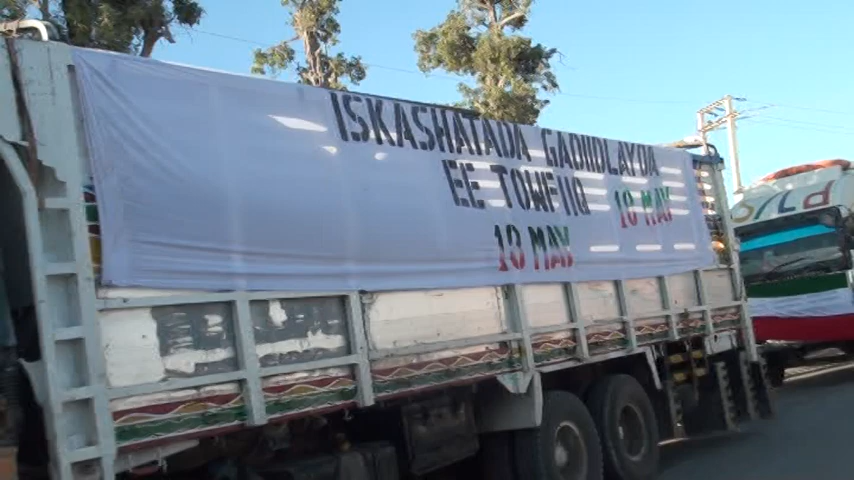 ISKASHATADA GADIIDLAYDA
EE TOWFIIQ
18 MAY
18 MAY